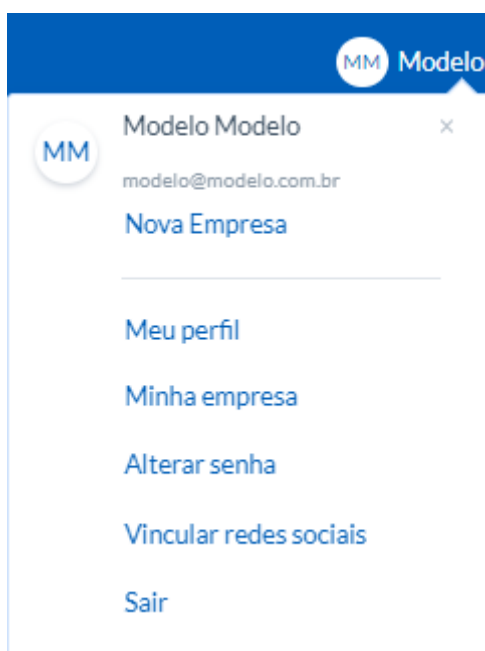 MM Modelo
MM
Modelo Modelo ×
modelo@modelo.com.br
Nova Empresa
Meu perfil
Minha empresa
Alterar senha
Vincular redes sociais
Sair